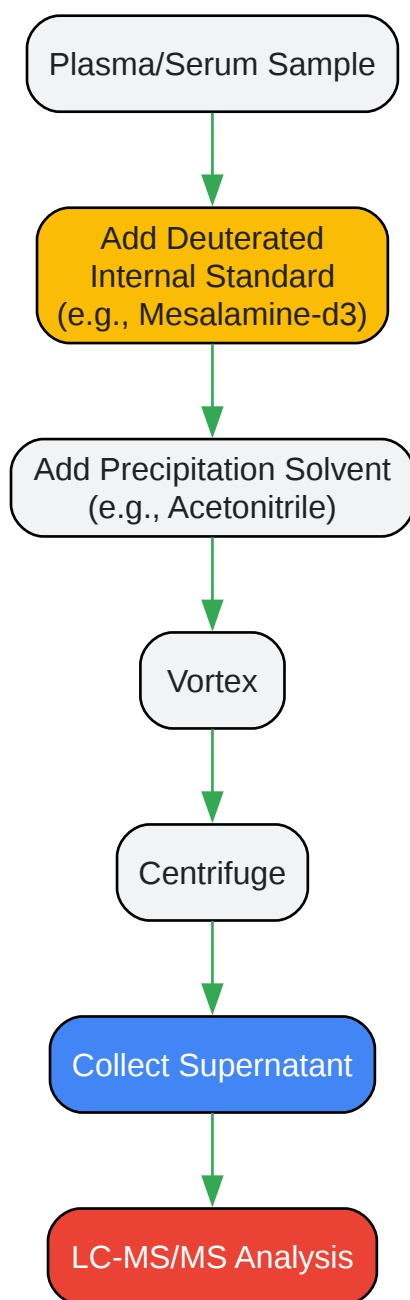 Plasma/Serum Sample
Add Deuterated
Internal Standard
(e.g., Mesalamine-d3)
Add Precipitation Solvent
(e.g., Acetonitrile)
Vortex
Centrifuge
Collect Supernatant
LC-MS/MS Analysis